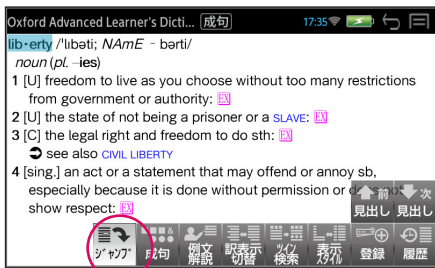 Oxford Advanced Learner's Dicti... 成句 17:35
lib·erty /ˈlɪbəti; NAmE -bərti/
noun (pl. –ies)
1 [U] freedom to live as you choose without too many restrictions
from government or authority: EX
2 [U] the state of not being a prisoner or a SLAVE: EX
3 [C] the legal right and freedom to do sth: EX
➲ see also CIVIL LIBERTY
4 [sing.] an act or a statement that may offend or annoy sb,
especially because it is done without permission or
show respect: EX
前見出し 次見出し
ジャンプ 成句 例文解説 訳表示切替 ツイン検索 表示スタイル 登録 履歴